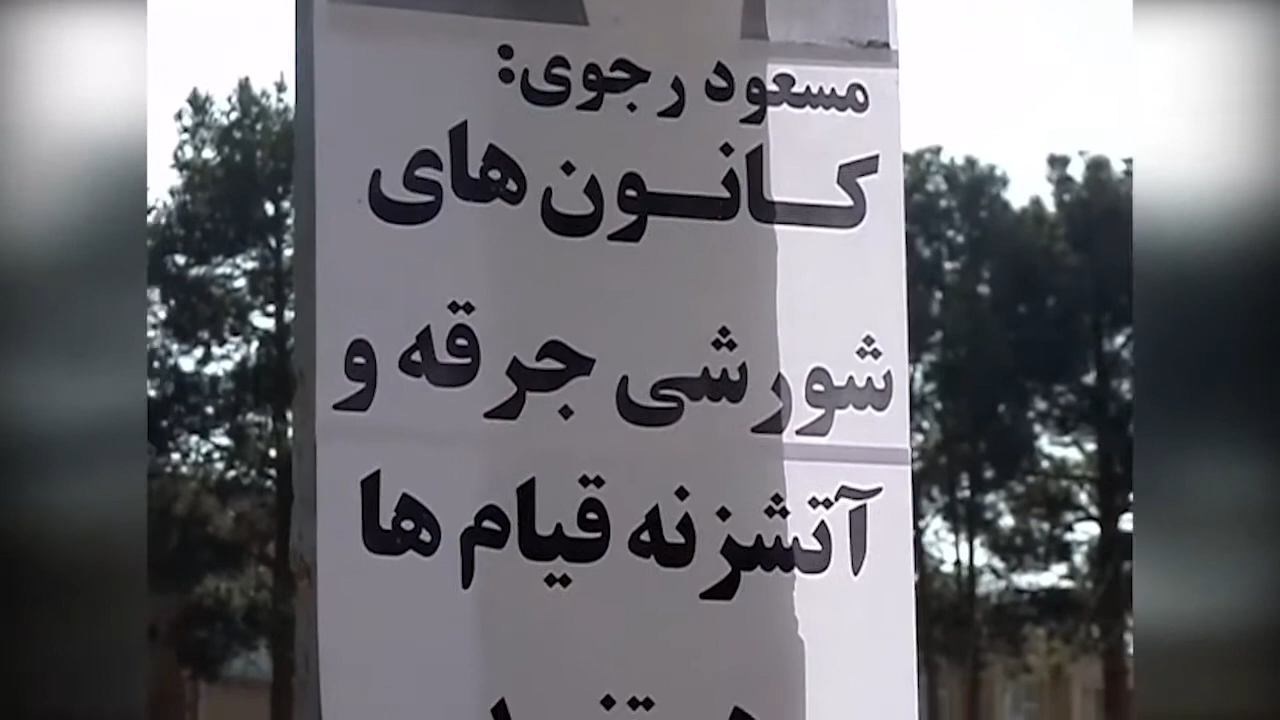 مسعود رجوی:
کانون های
شورشی جرقه و
آتشزنه قیام ها